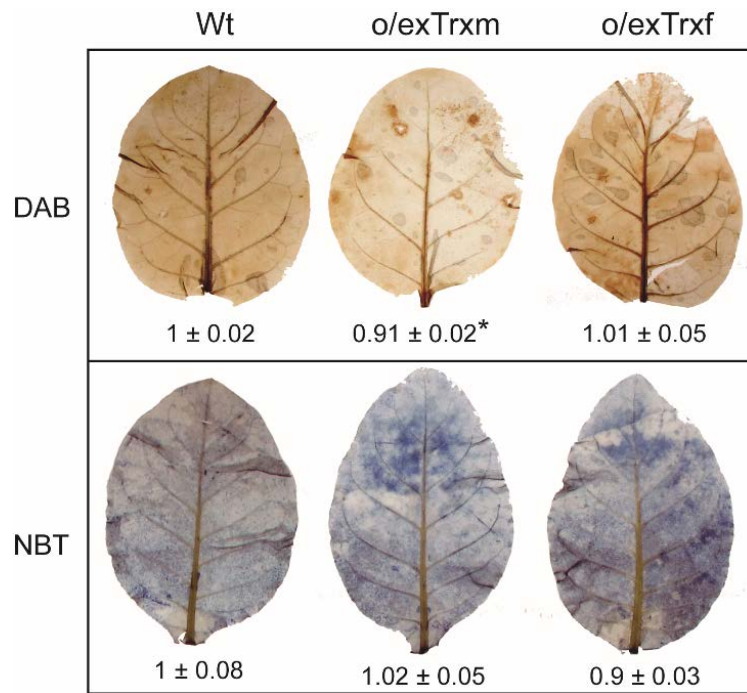 Wt o/exTrxm o/exTrxf
DAB
1 ± 0.02 0.91 ± 0.02* 1.01 ± 0.05
NBT
1 ± 0.08 1.02 ± 0.05 0.9 ± 0.03